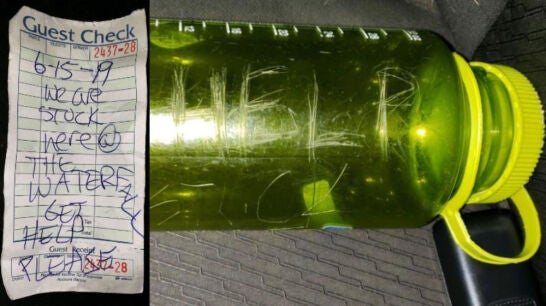 Guest Check
2437-28
6-15-19
We are
stuck
here @
THE
WATERFALL
GET
HELP
Guest Receipt
2437-28
PLEASE
HELP